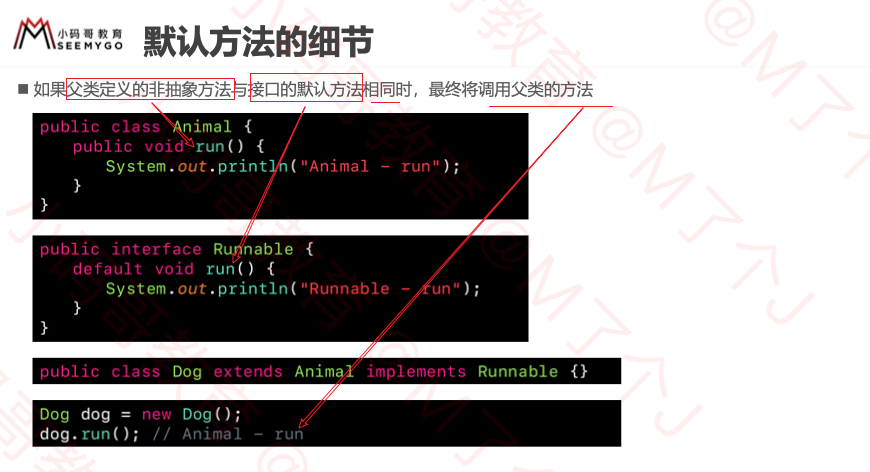 小码哥教育
SEEMYGO
默认方法的细节
■ 如果父类定义的非抽象方法与接口的默认方法相同时，最终将调用父类的方法
public class Animal {
public void run() {
System.out.println("Animal - run");
}
}
public interface Runnable {
default void run() {
System.out.println("Runnable - run");
}
}
public class Dog extends Animal implements Runnable {}
Dog dog = new Dog();
dog.run(); // Animal - run